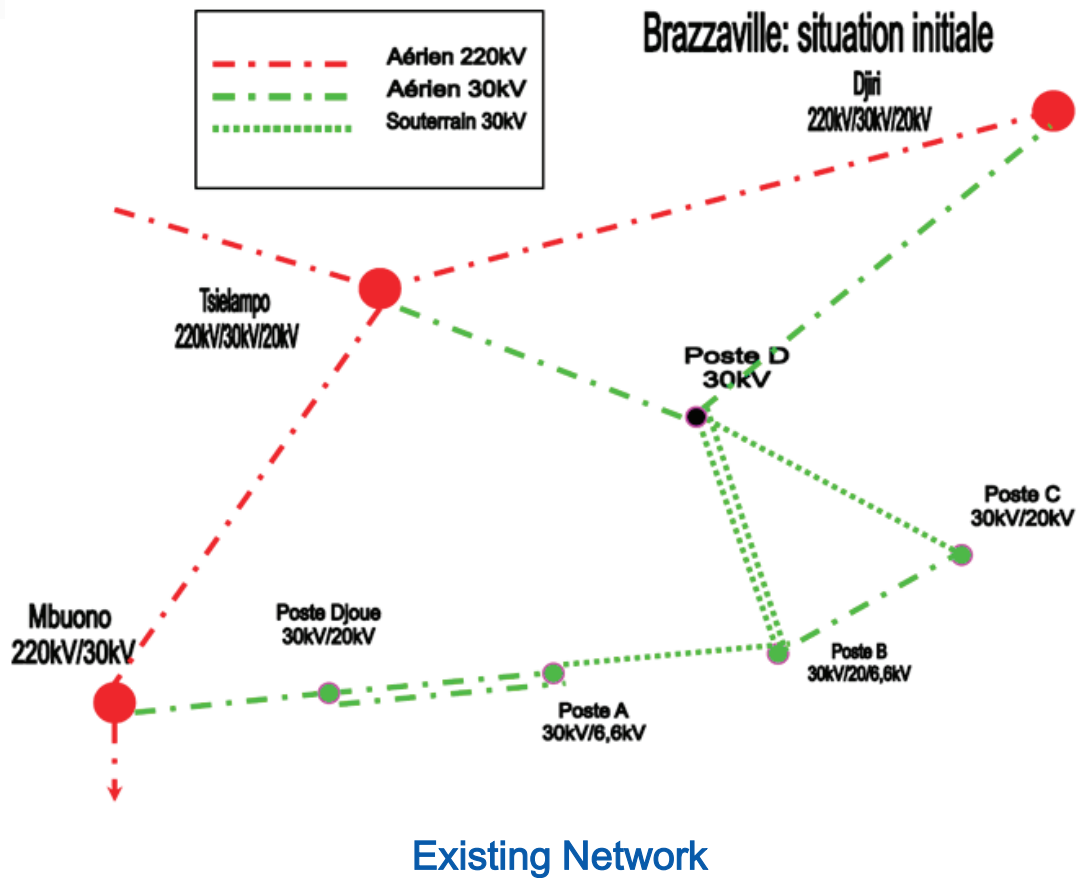 Brazzaville: situation initiale
Aérien 220kV
Aérien 30kV
Souterrain 30kV
Djiri
220kV/30kV/20kV
Tsielampo
220kV/30kV/20kV
Poste D
30kV
Poste C
30kV/20kV
Mbuono
220kV/30kV
Poste Djoue
30kV/20kV
Poste B
30kV/20/6,6kV
Poste A
30kV/6,6kV
Existing Network